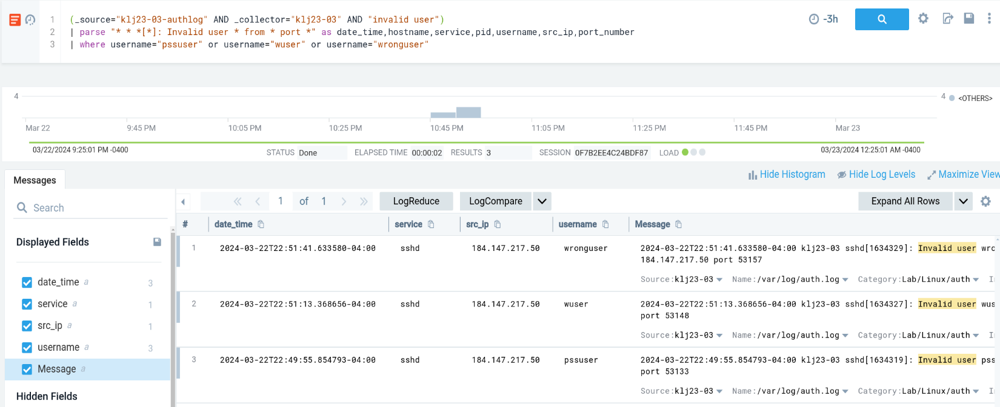 1 (_source="klj23-03-authlog" AND _collector="klj23-03" AND "invalid user")
2 | parse "* * *[*]: Invalid user * from * port *" as date_time,hostname,service,pid,username,src_ip,port_number
3 | where username="pssuser" or username="wuser" or username="wronguser"
-3h
4
4 <OTHERS>
Mar 22 9:45 PM 10:05 PM 10:25 PM 10:45 PM 11:05 PM 11:25 PM 11:45 PM Mar 23
03/22/2024 9:25:01 PM -0400
STATUS Done ELAPSED TIME 00:00:02 RESULTS 3 SESSION 0F7B2EE4C24BDF87 LOAD
03/23/2024 12:25:01 AM -0400
Messages
Hide Histogram Hide Log Levels Maximize View
Search
1 of 1 LogReduce LogCompare Expand All Rows
# date_time service src_ip username Message
Displayed Fields
date_time a 3
service a 1
src_ip a 1
username a 3
Message a
Hidden Fields
1 2024-03-22T22:51:41.633580-04:00 sshd 184.147.217.50 wronguser 2024-03-22T22:51:41.633580-04:00 klj23-03 sshd[1634329]: Invalid user wro
184.147.217.50 port 53157
Source:klj23-03 Name:/var/log/auth.log Category:Lab/Linux/auth
2 2024-03-22T22:51:13.368656-04:00 sshd 184.147.217.50 wuser 2024-03-22T22:51:13.368656-04:00 klj23-03 sshd[1634327]: Invalid user wus
port 53148
Source:klj23-03 Name:/var/log/auth.log Category:Lab/Linux/auth
3 2024-03-22T22:49:55.854793-04:00 sshd 184.147.217.50 pssuser 2024-03-22T22:49:55.854793-04:00 klj23-03 sshd[1634319]: Invalid user pss
port 53133
Source:klj23-03 Name:/var/log/auth.log Category:Lab/Linux/auth